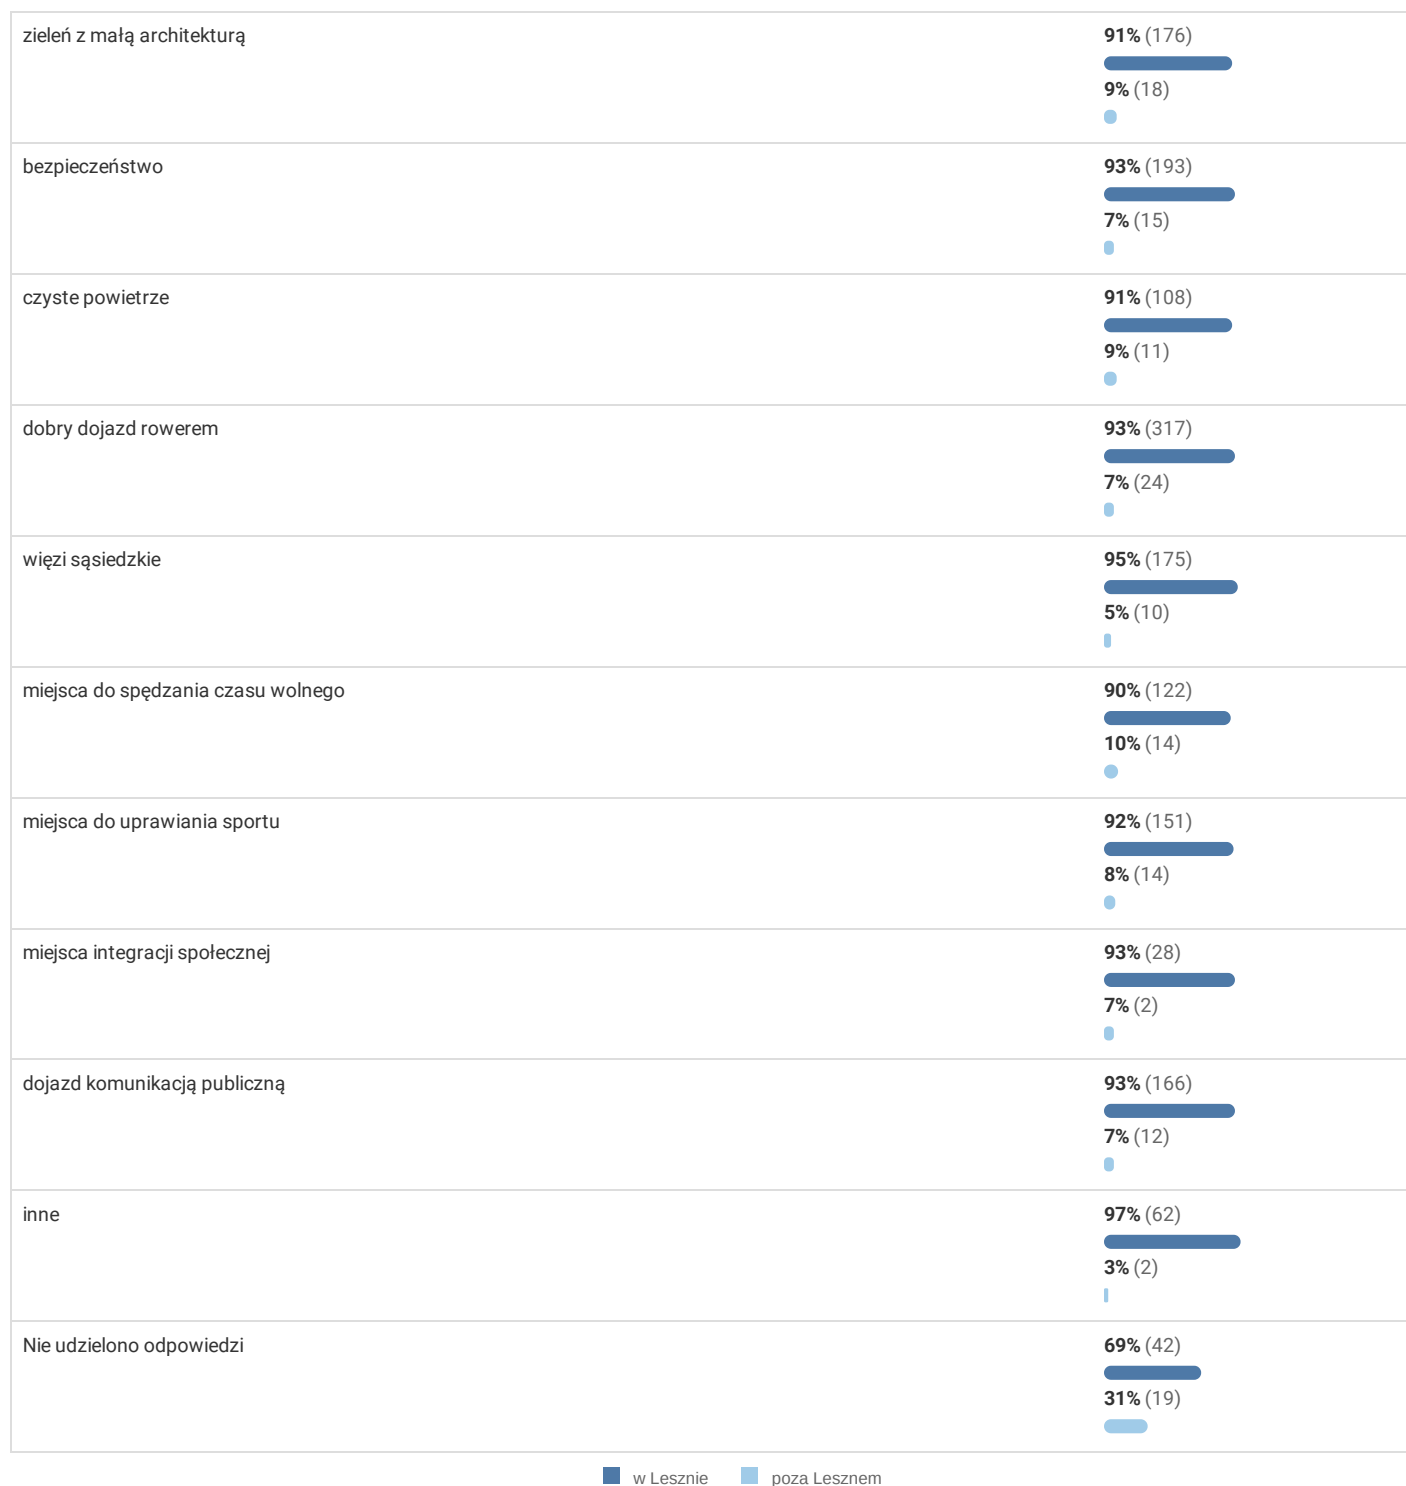 zieleń z małą architekturą
91% (176)
9% (18)
bezpieczeństwo
93% (193)
7% (15)
czyste powietrze
91% (108)
9% (11)
dobry dojazd rowerem
93% (317)
7% (24)
więzi sąsiedzkie
95% (175)
5% (10)
miejsca do spędzania czasu wolnego
90% (122)
10% (14)
miejsca do uprawiania sportu
92% (151)
8% (14)
miejsca integracji społecznej
93% (28)
7% (2)
dojazd komunikacją publiczną
93% (166)
7% (12)
inne
97% (62)
3% (2)
Nie udzielono odpowiedzi
69% (42)
31% (19)
w Lesznie poza Lesznem